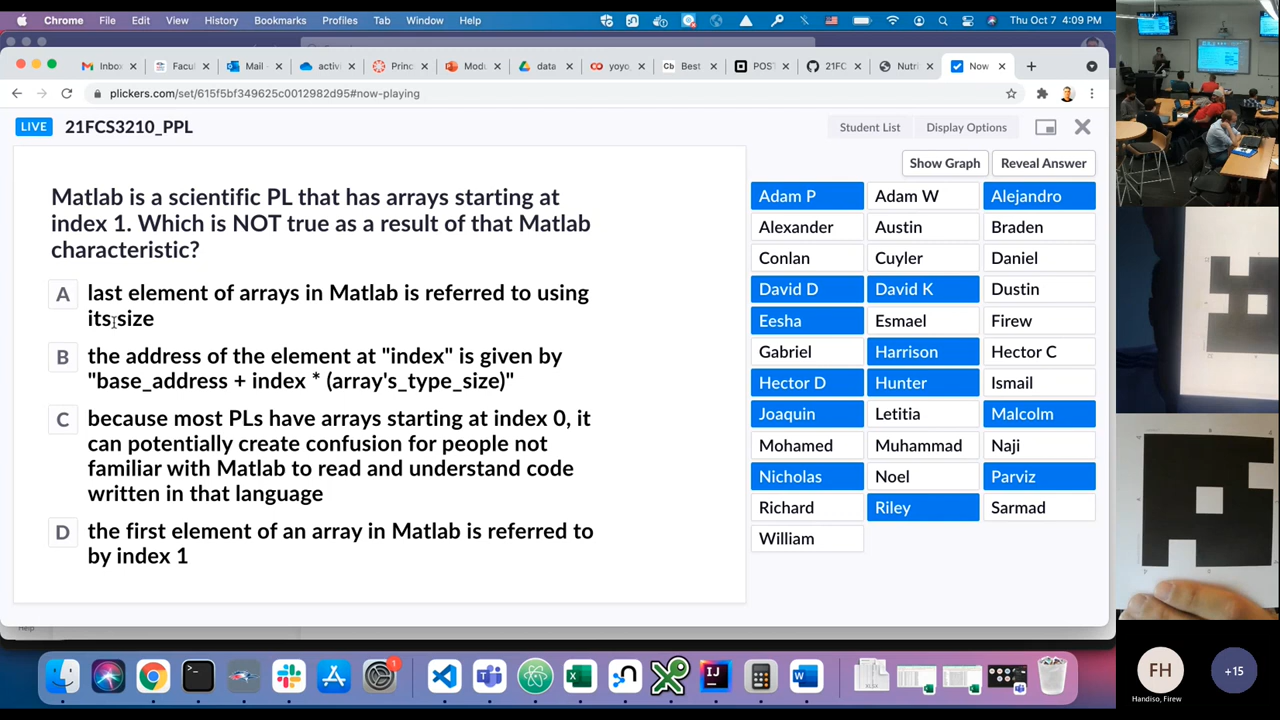 Chrome File Edit View History Bookmarks Profiles Tab Window Help Thu Oct 7 4:09 PM
Inbo Facul Mail - activi Princ Modu data yoyo. Best POST 21FC Nutri Now
plickers.com/set/615f5bf349625c0012982d95#now-playing
LIVE 21FCS3210_PPL Student List Display Options
Show Graph Reveal Answer
Matlab is a scientific PL that has arrays starting at
index 1. Which is NOT true as a result of that Matlab
characteristic?
A last element of arrays in Matlab is referred to using
its size
B the address of the element at "index" is given by
"base_address + index * (array's_type_size)"
C because most PLs have arrays starting at index 0, it
can potentially create confusion for people not
familiar with Matlab to read and understand code
written in that language
D the first element of an array in Matlab is referred to
by index 1
Adam P Adam W Alejandro
Alexander Austin Braden
Conlan Cuyler Daniel
David D David K Dustin
Eesha Esmael Firew
Gabriel Harrison Hector C
Hector D Hunter Ismail
Joaquin Letitia Malcolm
Mohamed Muhammad Naji
Nicholas Noel Parviz
Richard Riley Sarmad
William
Help
1
FH +15
Handiso, Firew